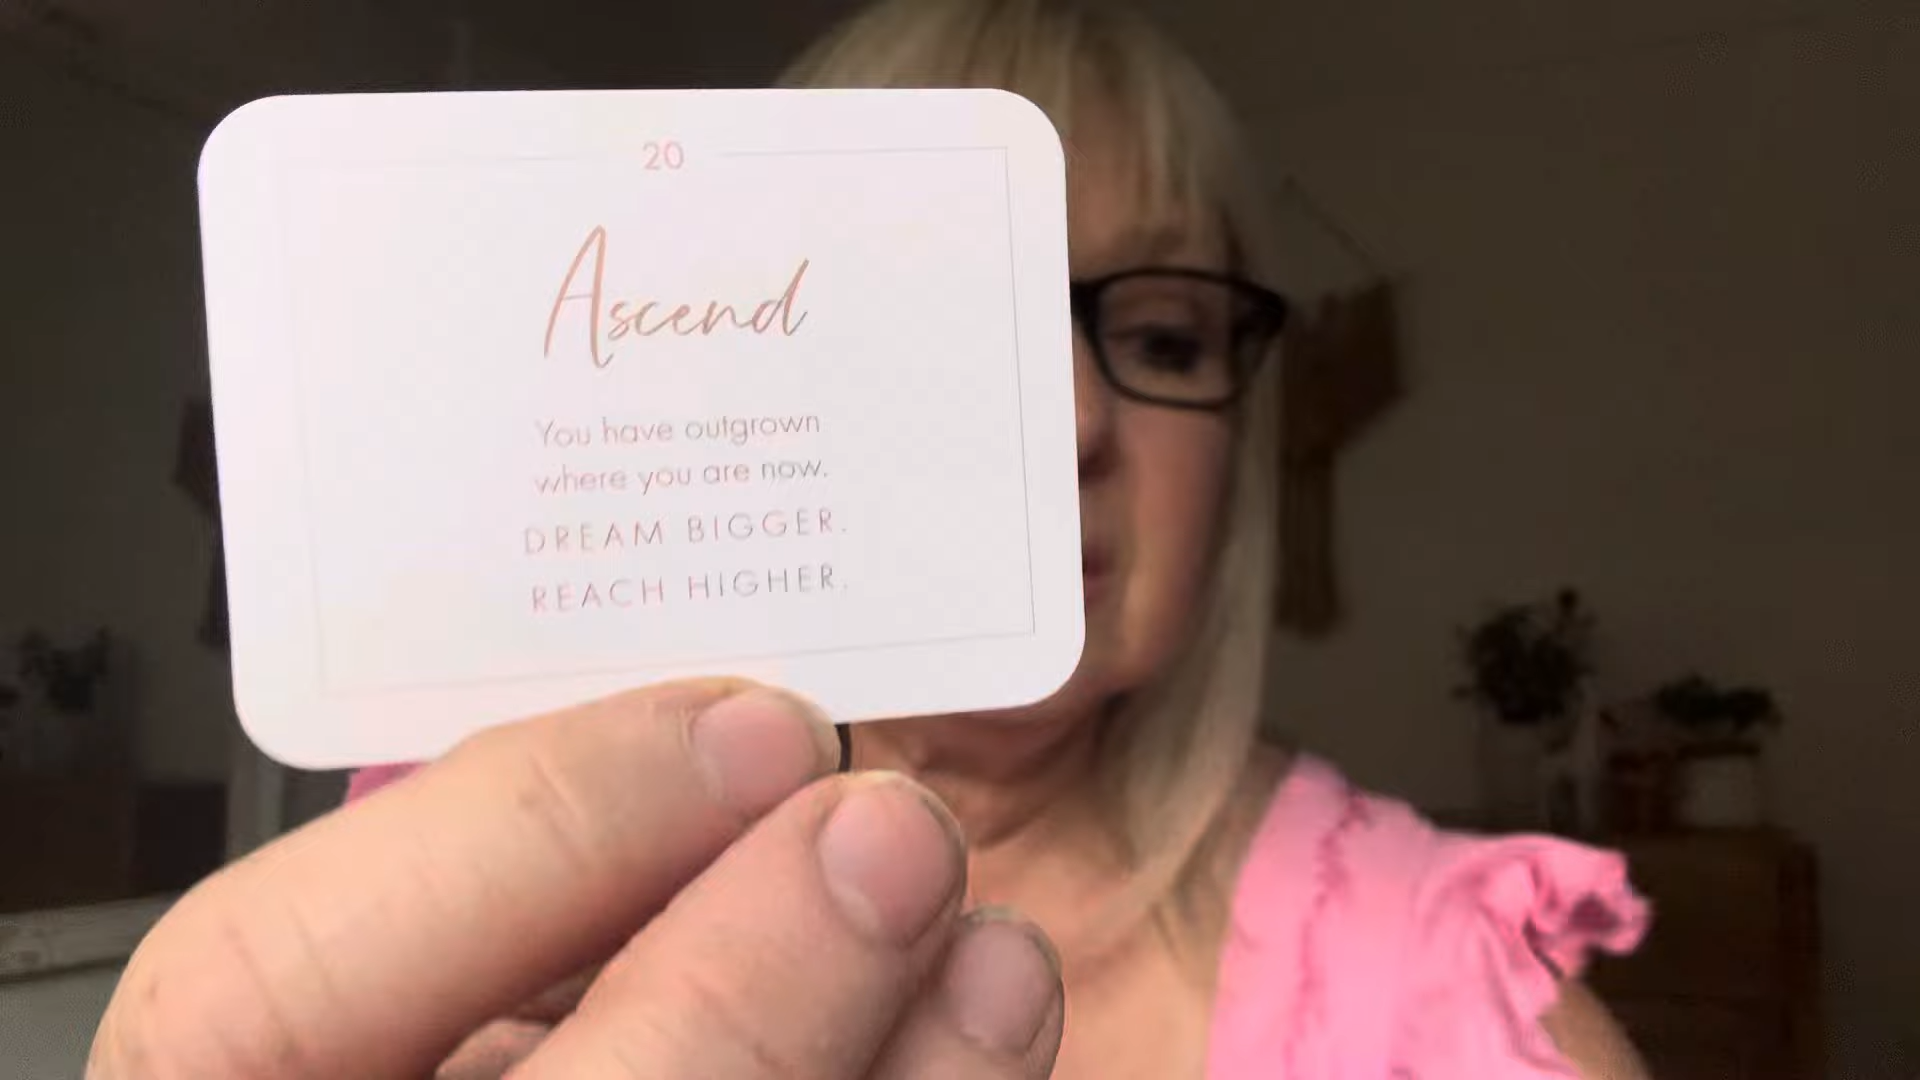 20
Ascend
You have outgrown
where you are now.
DREAM BIGGER.
REACH HIGHER.